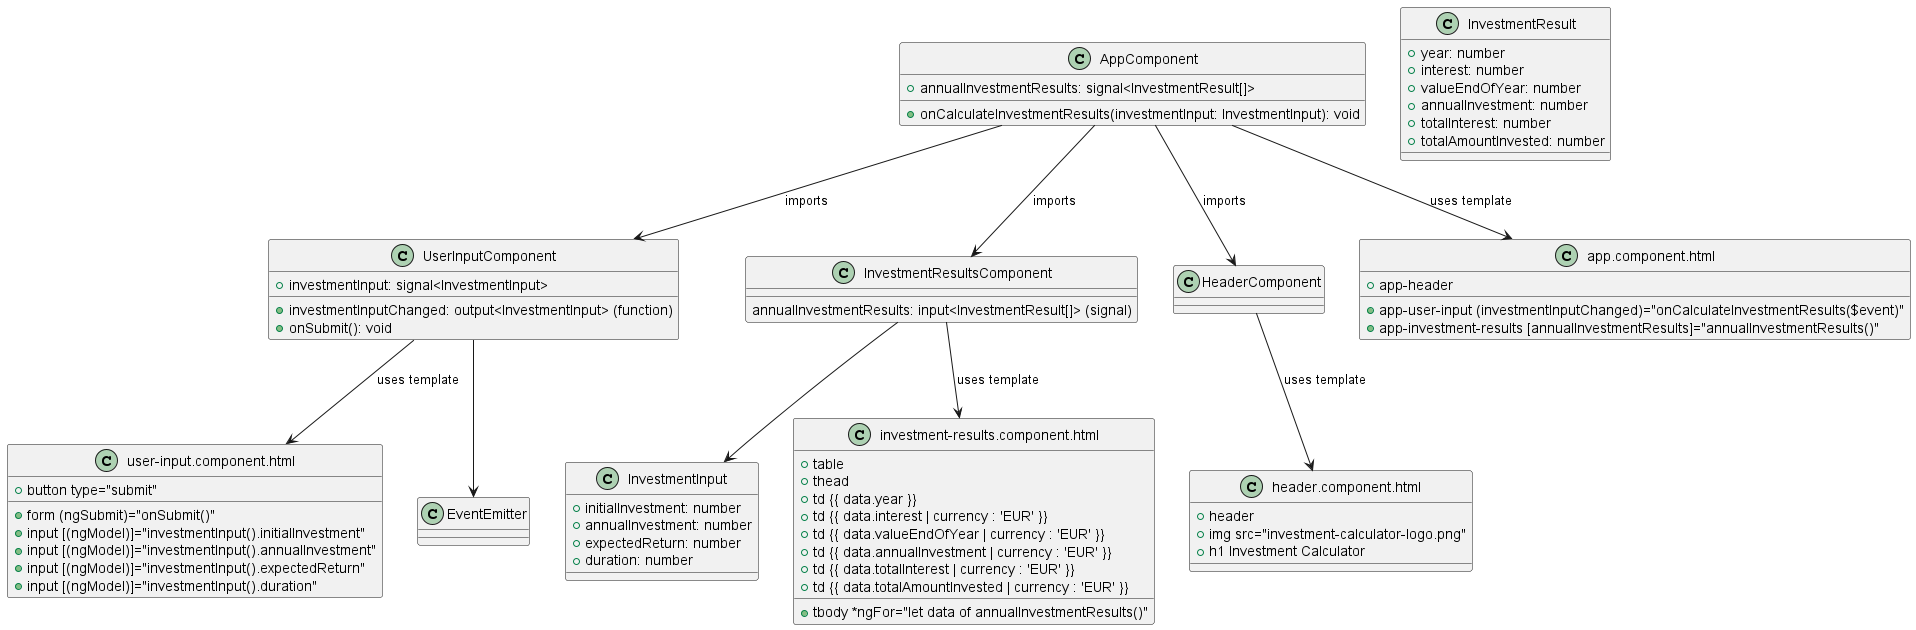 C InvestmentResult
year: number
interest: number
valueEndOfYear: number
annualInvestment: number
totalInterest: number
totalAmountInvested: number
C AppComponent
annualInvestmentResults: signal<InvestmentResult[]>
onCalculateInvestmentResults(investmentInput: InvestmentInput): void
imports
imports
imports
uses template
C UserInputComponent
investmentInput: signal<InvestmentInput>
investmentInputChanged: output<InvestmentInput> (function)
onSubmit(): void
C InvestmentResultsComponent
annualInvestmentResults: input<InvestmentResult[]> (signal)
C HeaderComponent
C app.component.html
app-header
app-user-input (investmentInputChanged)="onCalculateInvestmentResults($event)"
app-investment-results [annualInvestmentResults]="annualInvestmentResults()"
uses template
uses template
uses template
C user-input.component.html
button type="submit"
form (ngSubmit)="onSubmit()"
input [(ngModel)]="investmentInput().initialInvestment"
input [(ngModel)]="investmentInput().annualInvestment"
input [(ngModel)]="investmentInput().expectedReturn"
input [(ngModel)]="investmentInput().duration"
C EventEmitter
C InvestmentInput
initialInvestment: number
annualInvestment: number
expectedReturn: number
duration: number
C investment-results.component.html
table
thead
td {{ data.year }}
td {{ data.interest | currency : 'EUR' }}
td {{ data.valueEndOfYear | currency : 'EUR' }}
td {{ data.annualInvestment | currency : 'EUR' }}
td {{ data.totalInterest | currency : 'EUR' }}
td {{ data.totalAmountInvested | currency : 'EUR' }}
tbody *ngFor="let data of annualInvestmentResults()"
C header.component.html
header
img src="investment-calculator-logo.png"
h1 Investment Calculator